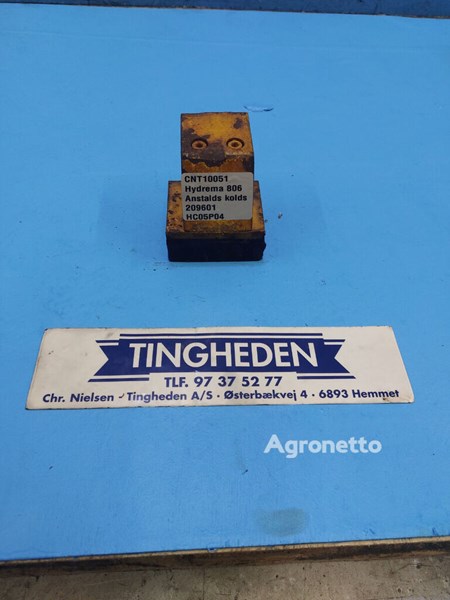 CNT10051
Hydrema 806
Anstalds kolds
209601
HC05P04
TINGHEDEN
TLF. 97 37 52 77
Chr. Nielsen - Tingheden A/S · Østerbækvej 4 · 6893 Hemmet
Agronetto